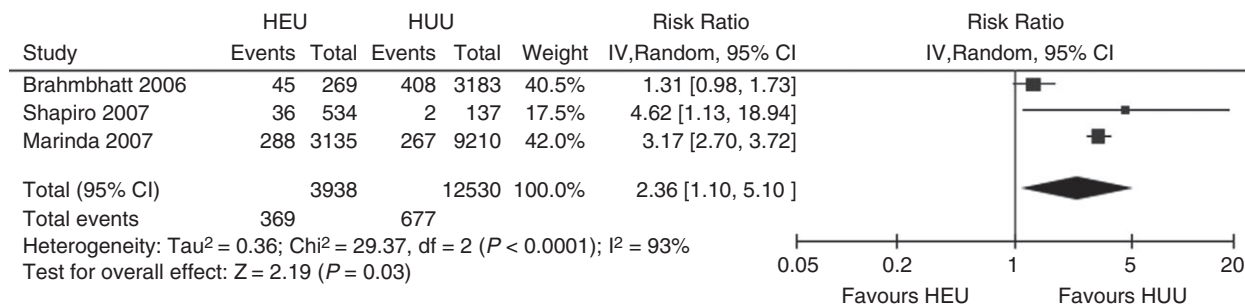 HEU HUU Risk Ratio Risk Ratio
Study Events Total Events Total Weight IV,Random, 95% CI IV,Random, 95% CI
Brahmbhatt 2006 45 269 408 3183 40.5% 1.31 [0.98, 1.73]
Shapiro 2007 36 534 2 137 17.5% 4.62 [1.13, 18.94]
Marinda 2007 288 3135 267 9210 42.0% 3.17 [2.70, 3.72]
Total (95% CI) 3938 12530 100.0% 2.36 [1.10, 5.10 ]
Total events 369 677
Heterogeneity: Tau² = 0.36; Chi² = 29.37, df = 2 (P < 0.0001); I² = 93%
Test for overall effect: Z = 2.19 (P = 0.03)
0.05 0.2 1 5 20
Favours HEU Favours HUU